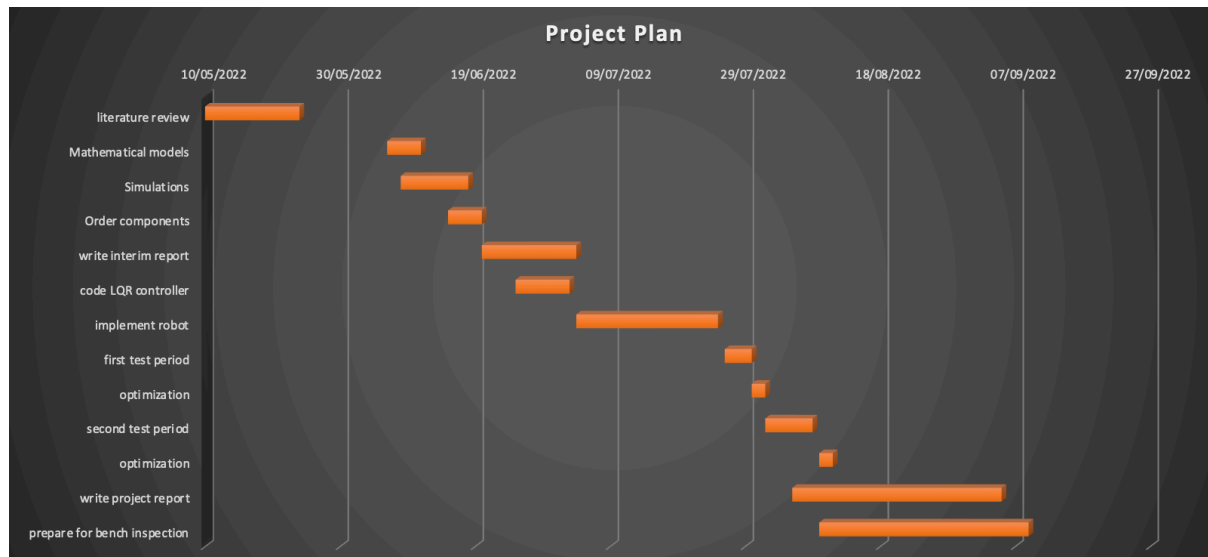 Project Plan
10/05/2022 30/05/2022 19/06/2022 09/07/2022 29/07/2022 18/08/2022 07/09/2022 27/09/2022
literature review
Mathematical models
Simulations
Order components
write interim report
code LQR controller
implement robot
first test period
optimization
second test period
optimization
write project report
prepare for bench inspection